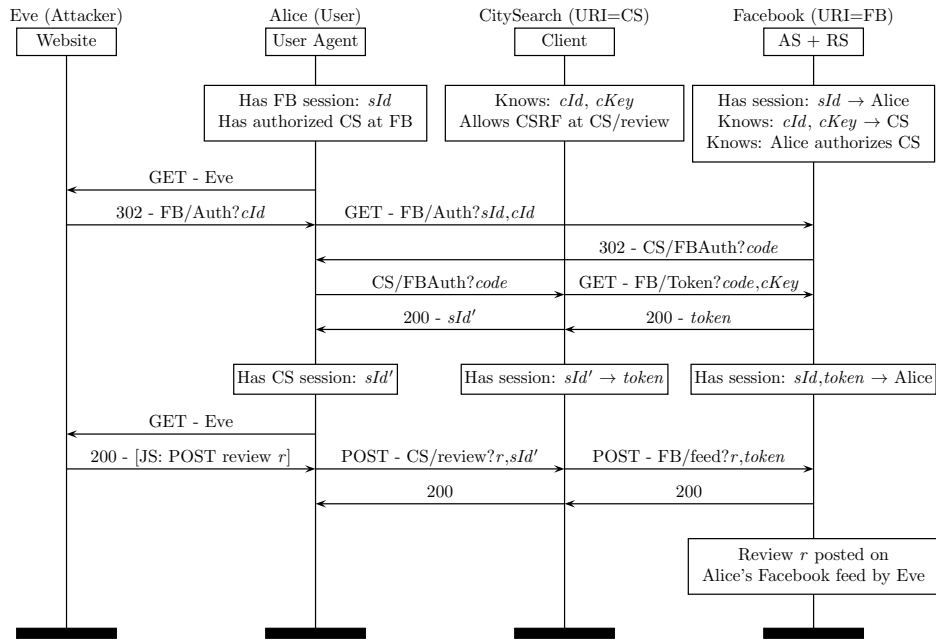 Eve (Attacker) Alice (User) CitySearch (URI=CS) Facebook (URI=FB)
Website User Agent Client AS + RS
Has FB session: sId
Has authorized CS at FB
Knows: cId, cKey
Allows CSRF at CS/review
Has session: sId → Alice
Knows: cId, cKey → CS
Knows: Alice authorizes CS
GET - Eve
302 - FB/Auth?cId GET - FB/Auth?sId,cId
302 - CS/FBAuth?code
CS/FBAuth?code GET - FB/Token?code,cKey
200 - sId′ 200 - token
Has CS session: sId′ Has session: sId′ → token Has session: sId,token → Alice
GET - Eve
200 - [JS: POST review r] POST - CS/review?r,sId′ POST - FB/feed?r,token
200 200
Review r posted on
Alice's Facebook feed by Eve